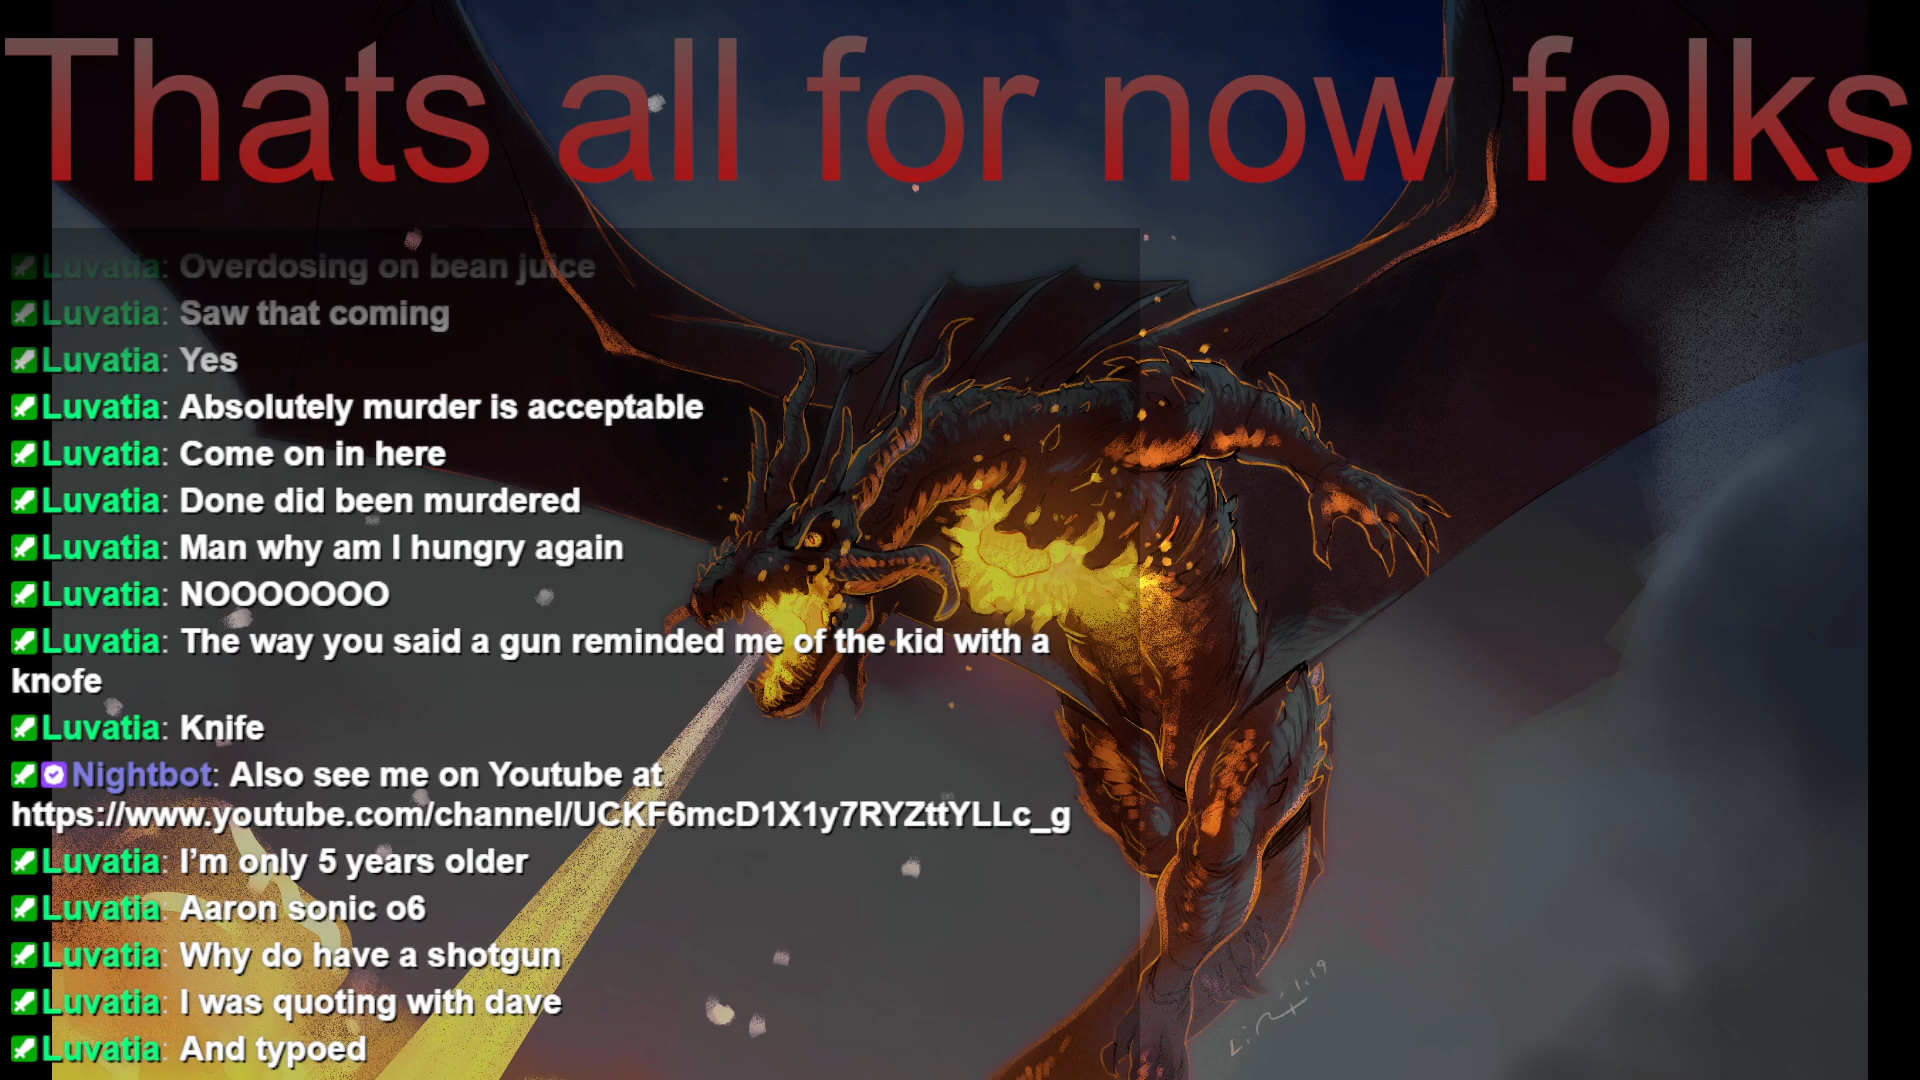 Thats all for now folks
Luvatia: Overdosing on bean juice
Luvatia: Saw that coming
Luvatia: Yes
Luvatia: Absolutely murder is acceptable
Luvatia: Come on in here
Luvatia: Done did been murdered
Luvatia: Man why am I hungry again
Luvatia: NOOOOOOO
Luvatia: The way you said a gun reminded me of the kid with a
knofe
Luvatia: Knife
Nightbot: Also see me on Youtube at
https://www.youtube.com/channel/UCKF6mcD1X1y7RYZttYLLc_g
Luvatia: I’m only 5 years older
Luvatia: Aaron sonic o6
Luvatia: Why do have a shotgun
Luvatia: I was quoting with dave
Luvatia: And typoed